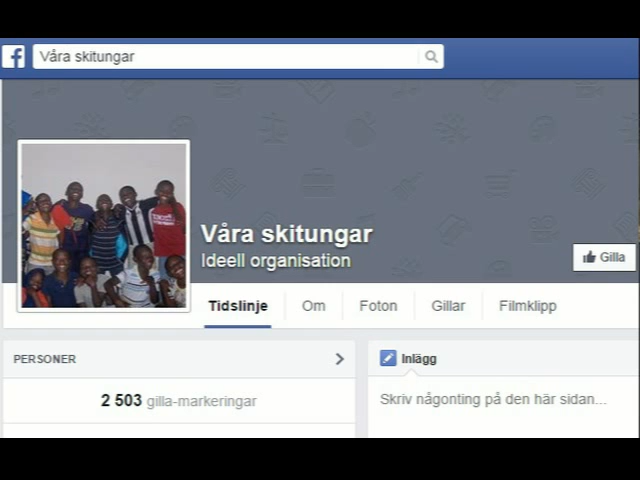 f
Våra skitungar
Våra skitungar
Ideell organisation
Gilla
Tidslinje Om Foton Gillar Filmklipp
PERSONER
Inlägg
2 503 gilla-markeringar
Skriv någonting på den här sidan...